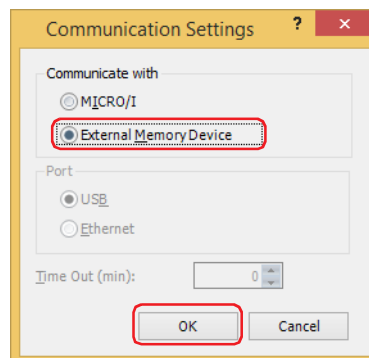 Communication Settings ? ×
Communicate with
MICRO/I
External Memory Device
Port
USB
Ethernet
Time Out (min): 0
OK Cancel